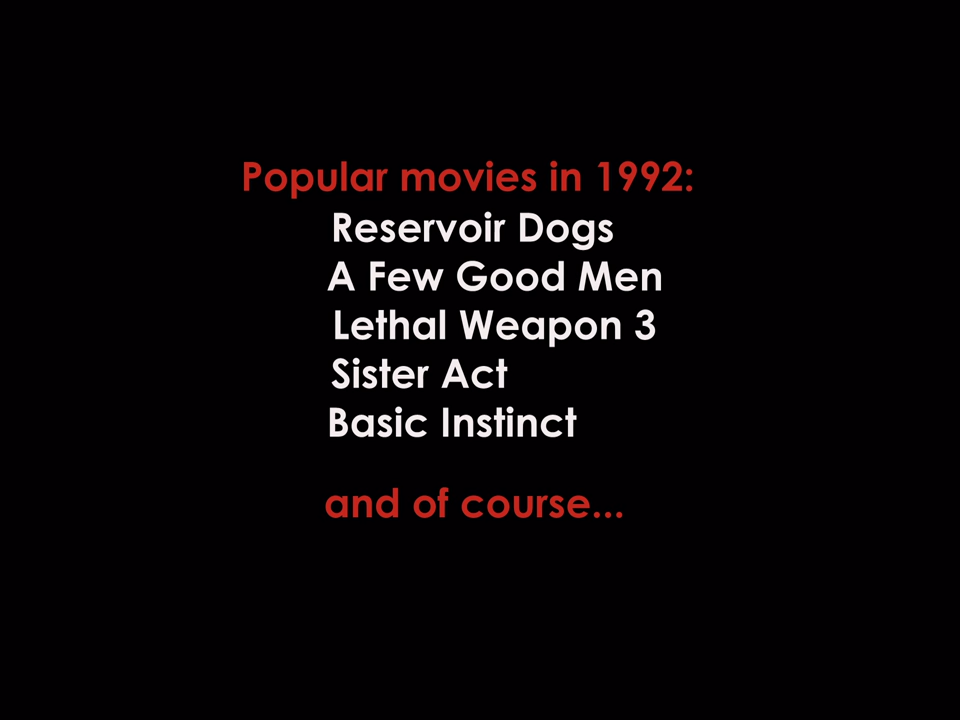 Popular movies in 1992:
Reservoir Dogs
A Few Good Men
Lethal Weapon 3
Sister Act
Basic Instinct
and of course...